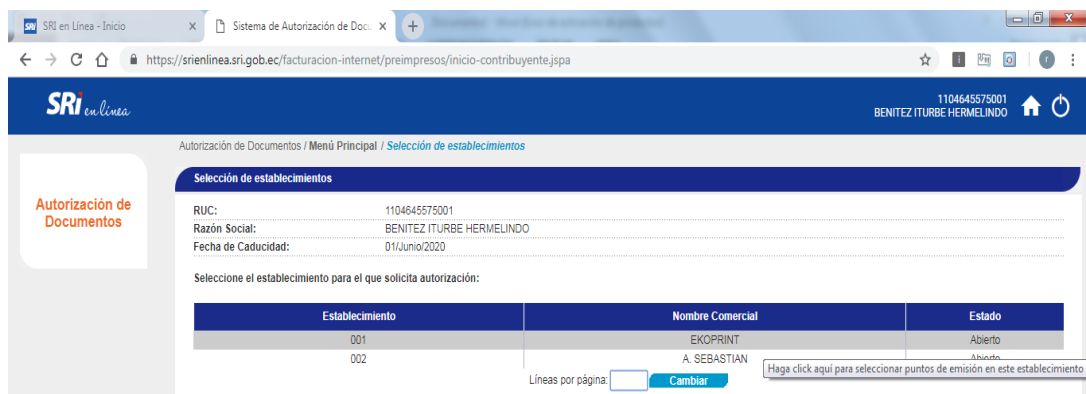 SRI en Línea - Inicio
Sistema de Autorización de Docu
https://srienlinea.sri.gob.ec/facturacion-internet/preimpresos/inicio-contribuyente.jspa
SRi en línea
1104645575001
BENITEZ ITURBE HERMELINDO
Autorización de Documentos / Menú Principal / Selección de establecimientos
Autorización de
Documentos
Selección de establecimientos
RUC: 1104645575001
Razón Social: BENITEZ ITURBE HERMELINDO
Fecha de Caducidad: 01/Junio/2020
Seleccione el establecimiento para el que solicita autorización:
Establecimiento Nombre Comercial Estado
001 EKOPRINT Abierto
002 A. SEBASTIAN Abierto
Haga click aquí para seleccionar puntos de emisión en este establecimiento
Líneas por página: Cambiar